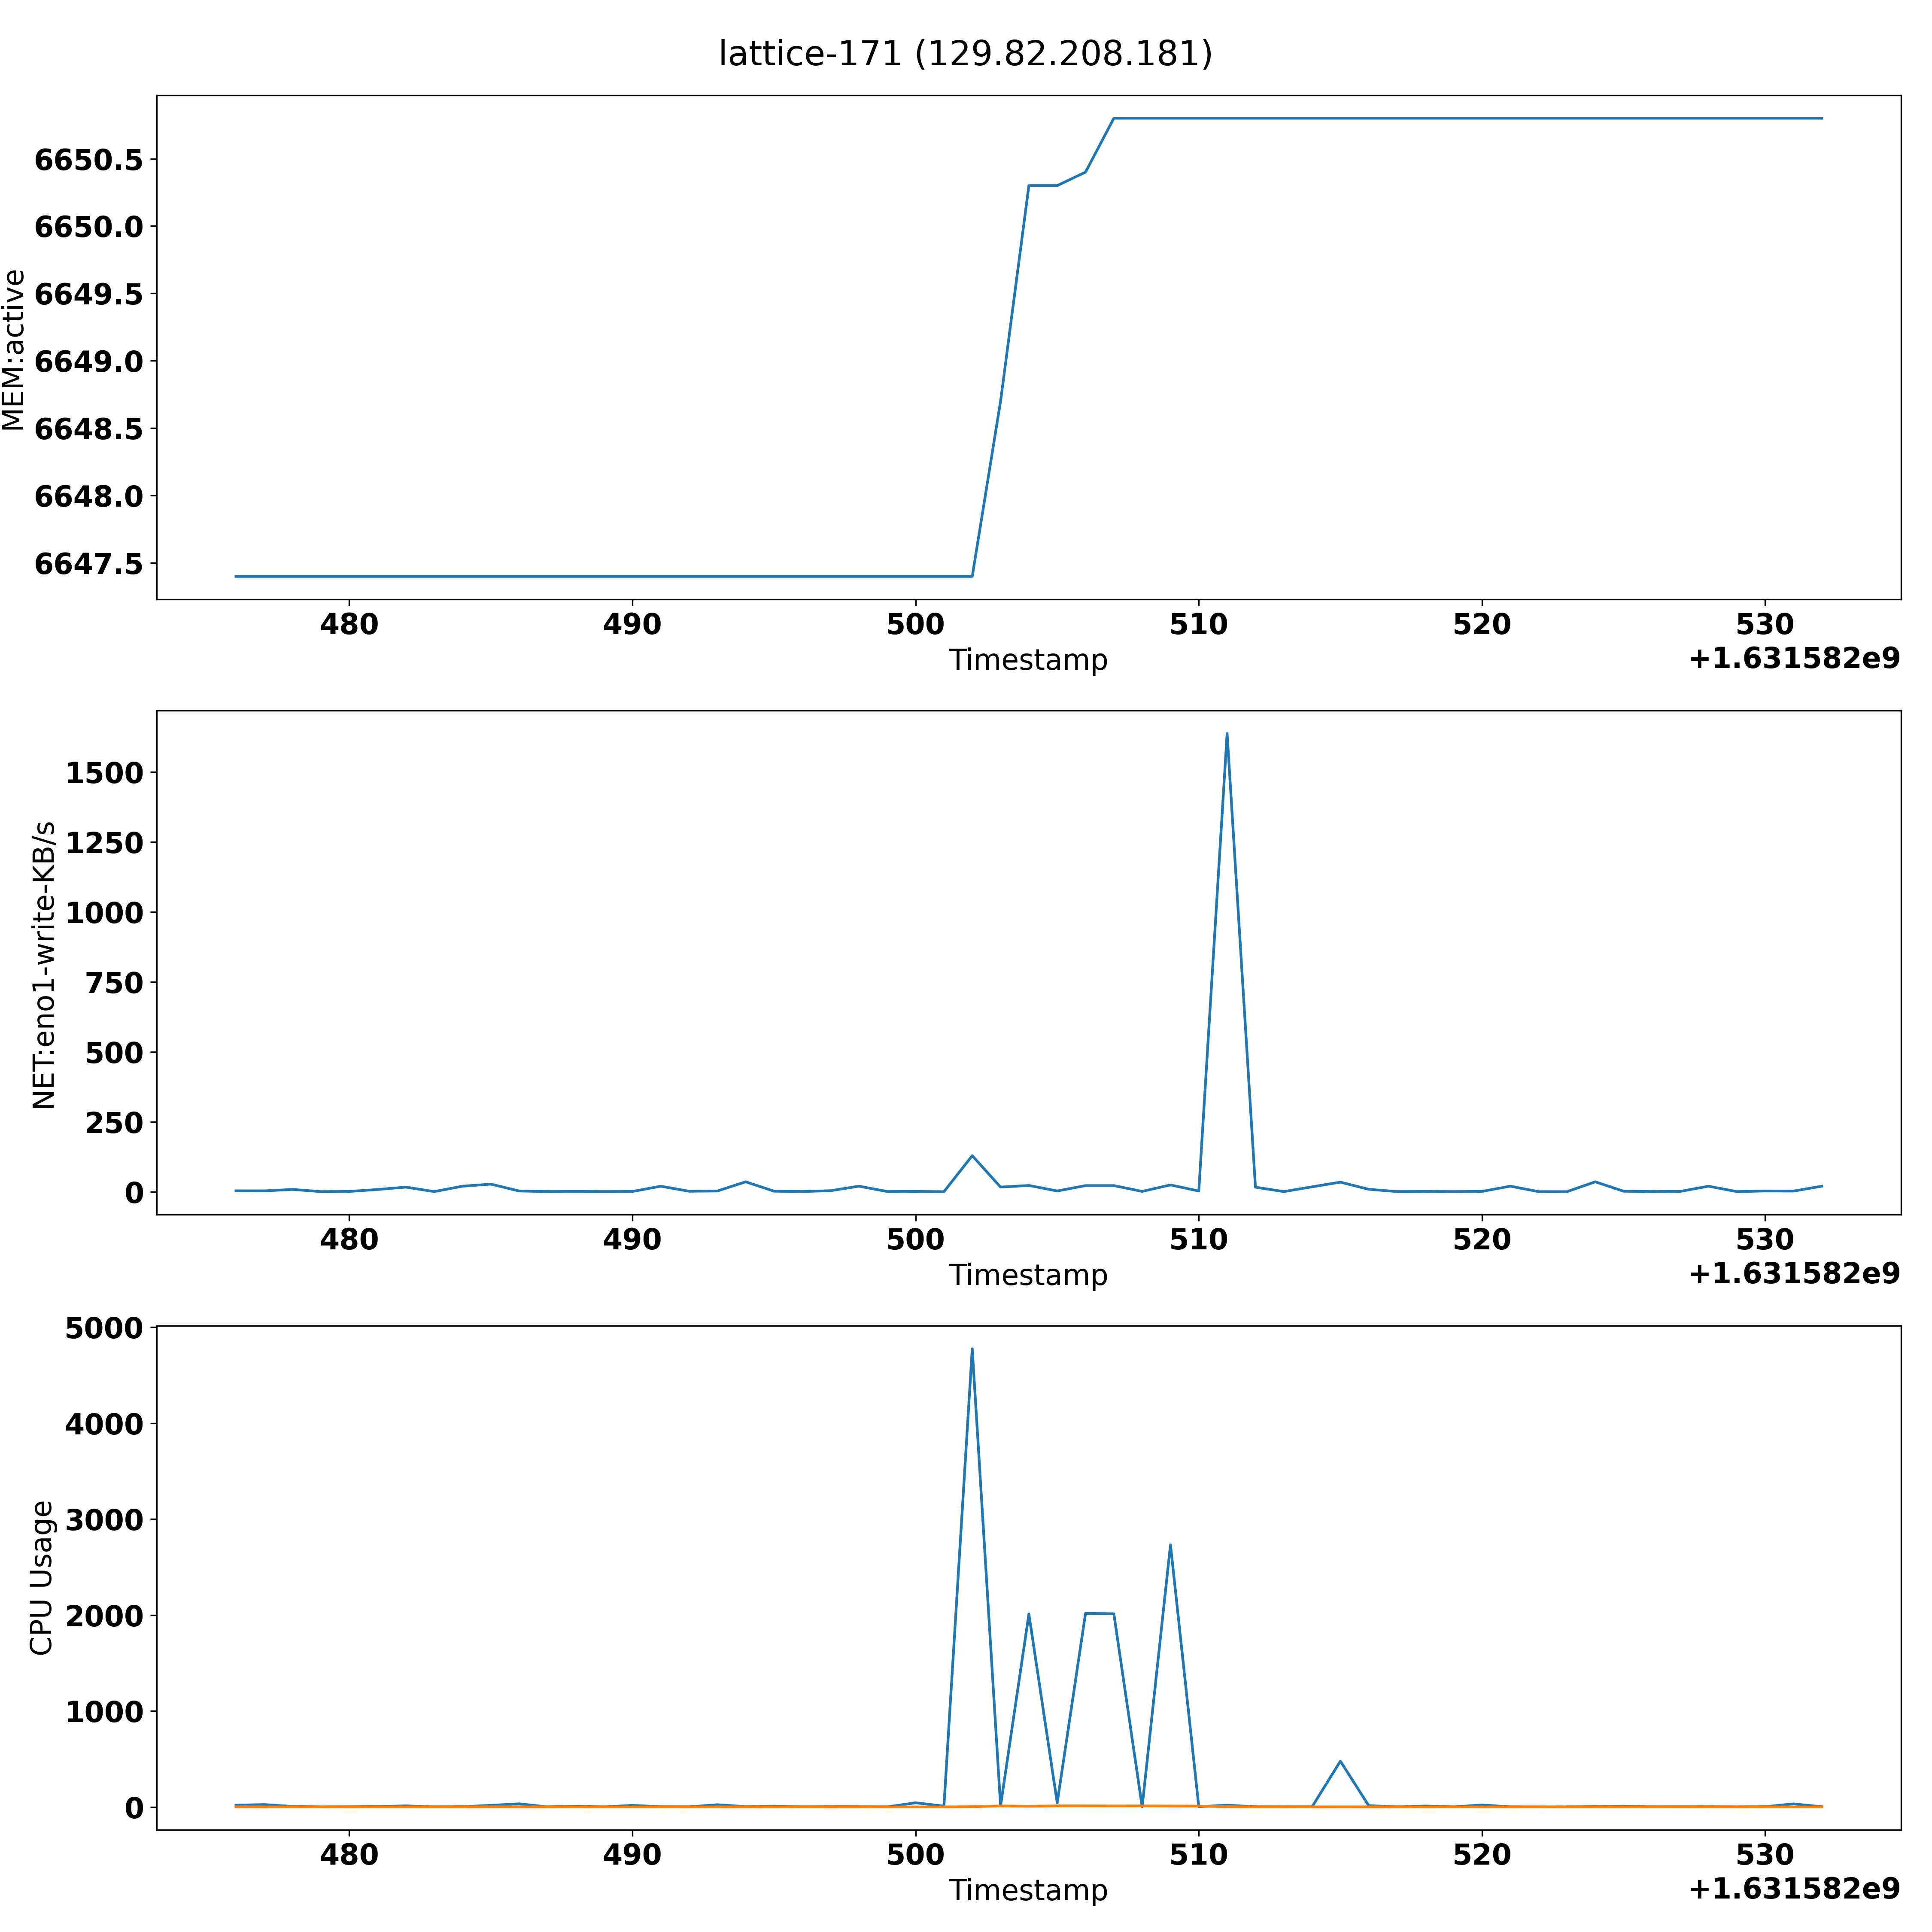 lattice-171 (129.82.208.181)
MEM:active
6650.5
6650.0
6649.5
6649.0
6648.5
6648.0
6647.5
480 490 500 510 520 530
Timestamp
+1.631582e9
NET:eno1-write-KB/s
1500
1250
1000
750
500
250
0
480 490 500 510 520 530
Timestamp
+1.631582e9
CPU Usage
5000
4000
3000
2000
1000
0
480 490 500 510 520 530
Timestamp
+1.631582e9